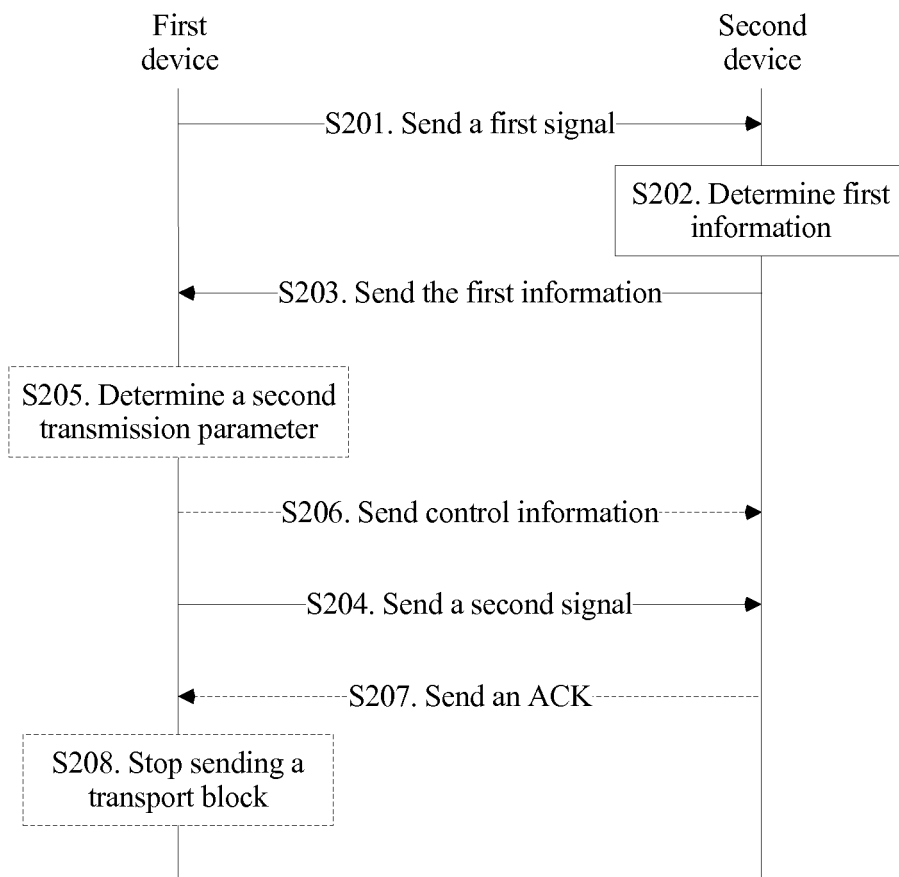 First
device
Second
device
S201. Send a first signal
S202. Determine first
information
S203. Send the first information
S205. Determine a second
transmission parameter
S206. Send control information
S204. Send a second signal
S207. Send an ACK
S208. Stop sending a
transport block